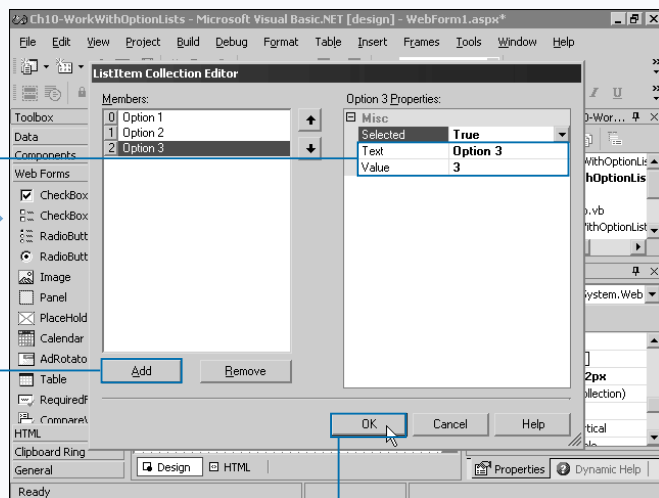 Ch10-WorkWithOptionLists - Microsoft Visual Basic.NET [design] - WebForm1.aspx*
File Edit View Project Build Debug Format Table Insert Frames Tools Window Help
ListItem Collection Editor
I U
Members:
Option 3 Properties:
0 Option 1
1 Option 2
2 Option 3
Misc
Selected True
Text Option 3
Value 3
Add
Remove
OK
Cancel
Help
Toolbox
Data
Components
Web Forms
CheckBox
CheckBox
RadioButt
RadioButt
Image
Panel
PlaceHold
Calendar
AdRotato
Table
RequiredF
Compare
HTML
Clipboard Ring
General
0-Wor...
WithOptionLis
hOptionLis
.vb
ithOptionList
System.Web
2px
ollection)
rtical
Design HTML
Properties Dynamic Help
Ready